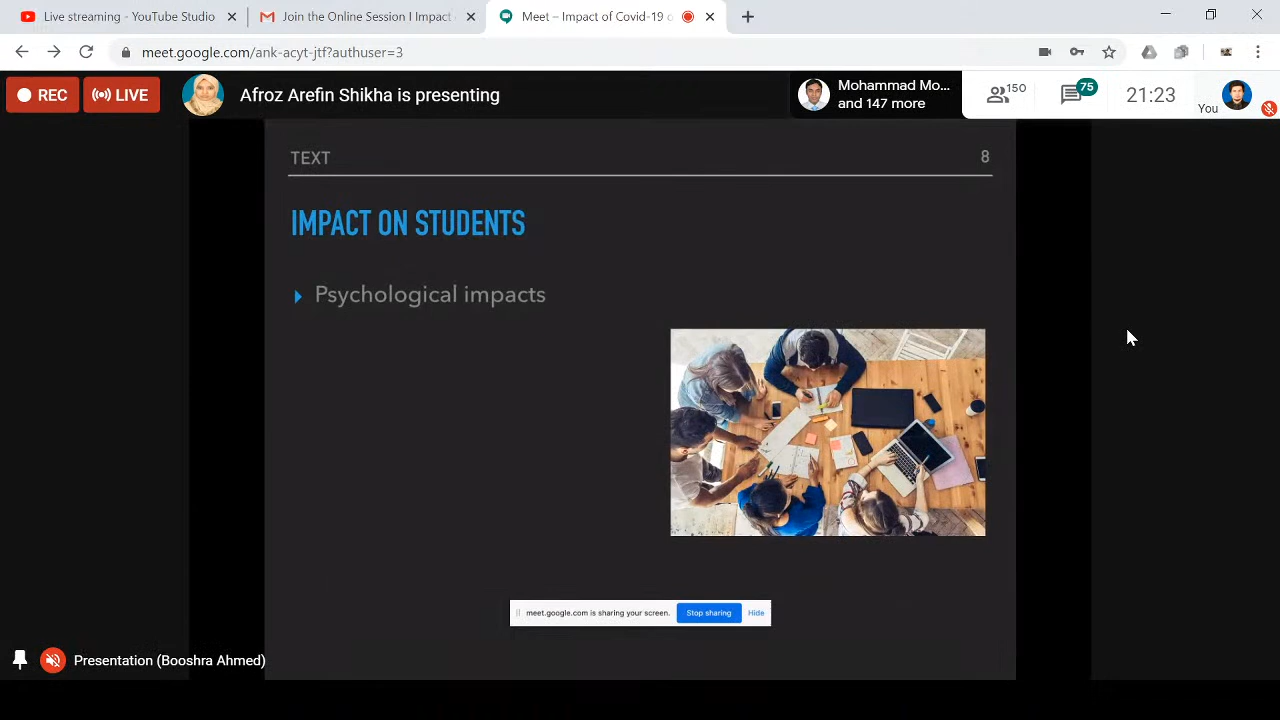 Live streaming - YouTube Studio
Join the Online Session I Impact
Meet – Impact of Covid-19 o
meet.google.com/ank-acyt-jtf?authuser=3
REC
LIVE
Afroz Arefin Shikha is presenting
Mohammad Mo...
and 147 more
150
75
21:23
You
TEXT
8
IMPACT ON STUDENTS
Psychological impacts
meet.google.com is sharing your screen.
Stop sharing
Hide
Presentation (Booshra Ahmed)